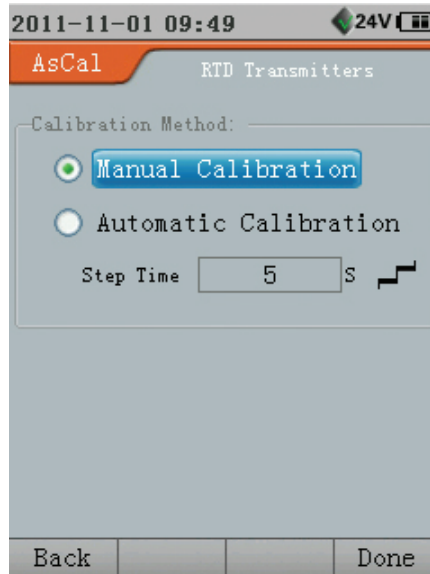 2011-11-01 09:49 24V
AsCal RTD Transmitters
Calibration Method:
Manual Calibration
Automatic Calibration
Step Time 5 S
Back Done